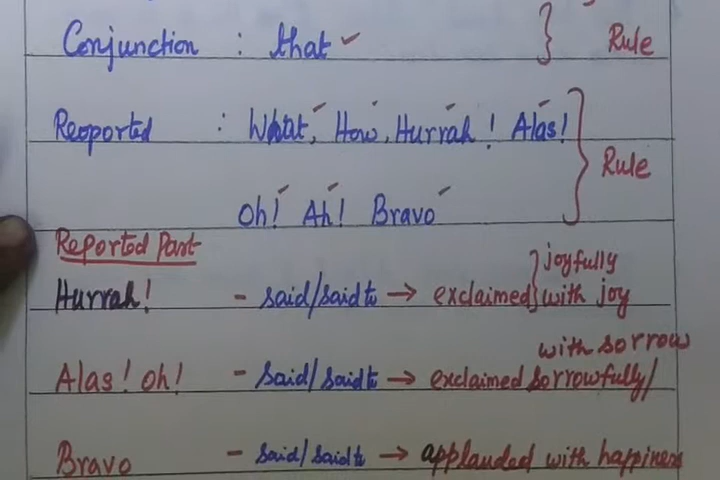 Conjunction : that ✓ } Rule
Reoported : What, How, Hurrah! Alas! } Rule
Oh! Ah! Bravo
Reported Part
joyfully
Hurrah! - said/said to → exclaimed } with joy
with sorrow
Alas! oh! - said/said to → exclaimed sorrowfully/
Bravo - said/said to → applauded with happiness